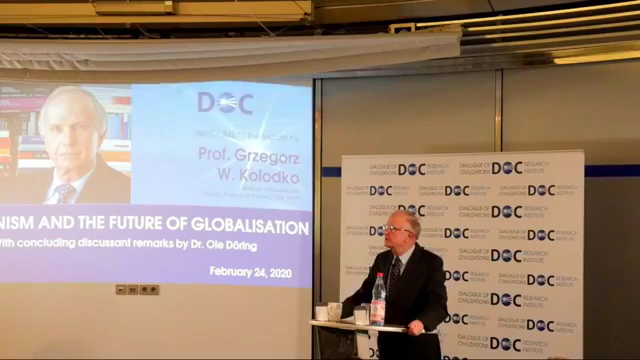 DOC
Prof. Grzegorz
W. Kolodko
NISM AND THE FUTURE OF GLOBALISATION
With concluding discussant remarks by Dr. Ole Döring
February 24, 2020
DIALOGUE OF CIVILIZATIONS DOC RESEARCH INSTITUTE